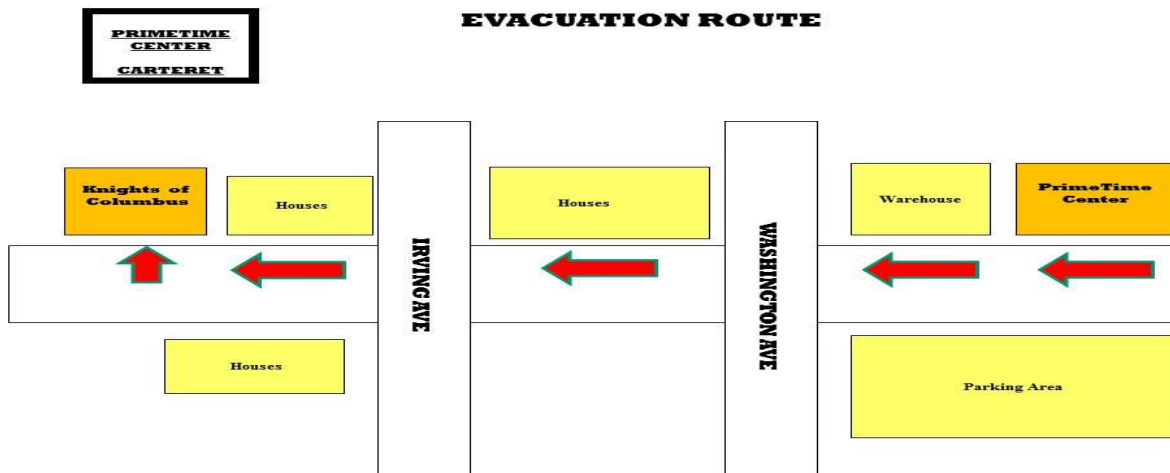 EVACUATION ROUTE
PRIMETIME
CENTER
CARTERET
Knights of
Columbus
Houses
IRVING AVE
Houses
WASHINGTON AVE
Warehouse
PrimeTime
Center
Houses
Parking Area